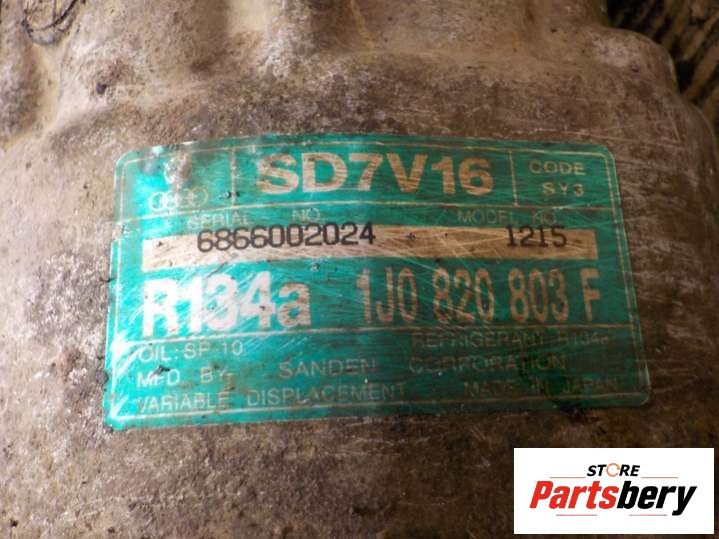 SD7V16
CODE
SY3
SERIAL NO.
MODEL NO.
6866002024
1215
R134a
1J0 820 803 F
OIL: SP-10
REFRIGERANT R134a
MFD BY SANDEN CORPORATION
VARIABLE DISPLACEMENT
MADE IN JAPAN
STORE
Partsbery